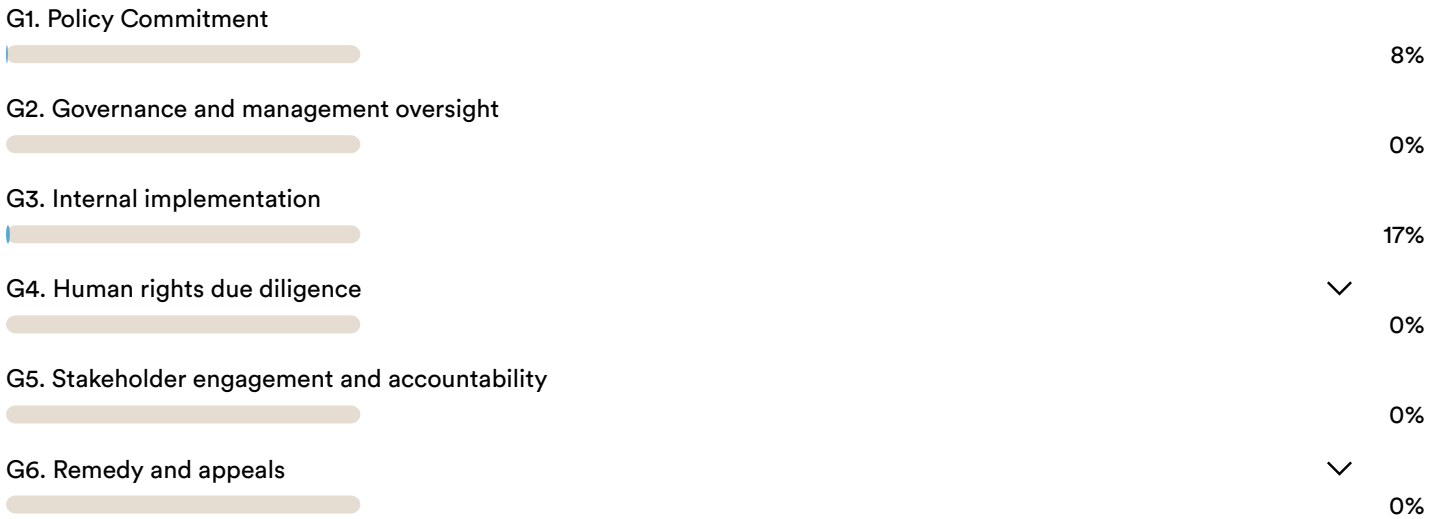 G1. Policy Commitment
8%
G2. Governance and management oversight
0%
G3. Internal implementation
17%
G4. Human rights due diligence
0%
G5. Stakeholder engagement and accountability
0%
G6. Remedy and appeals
0%